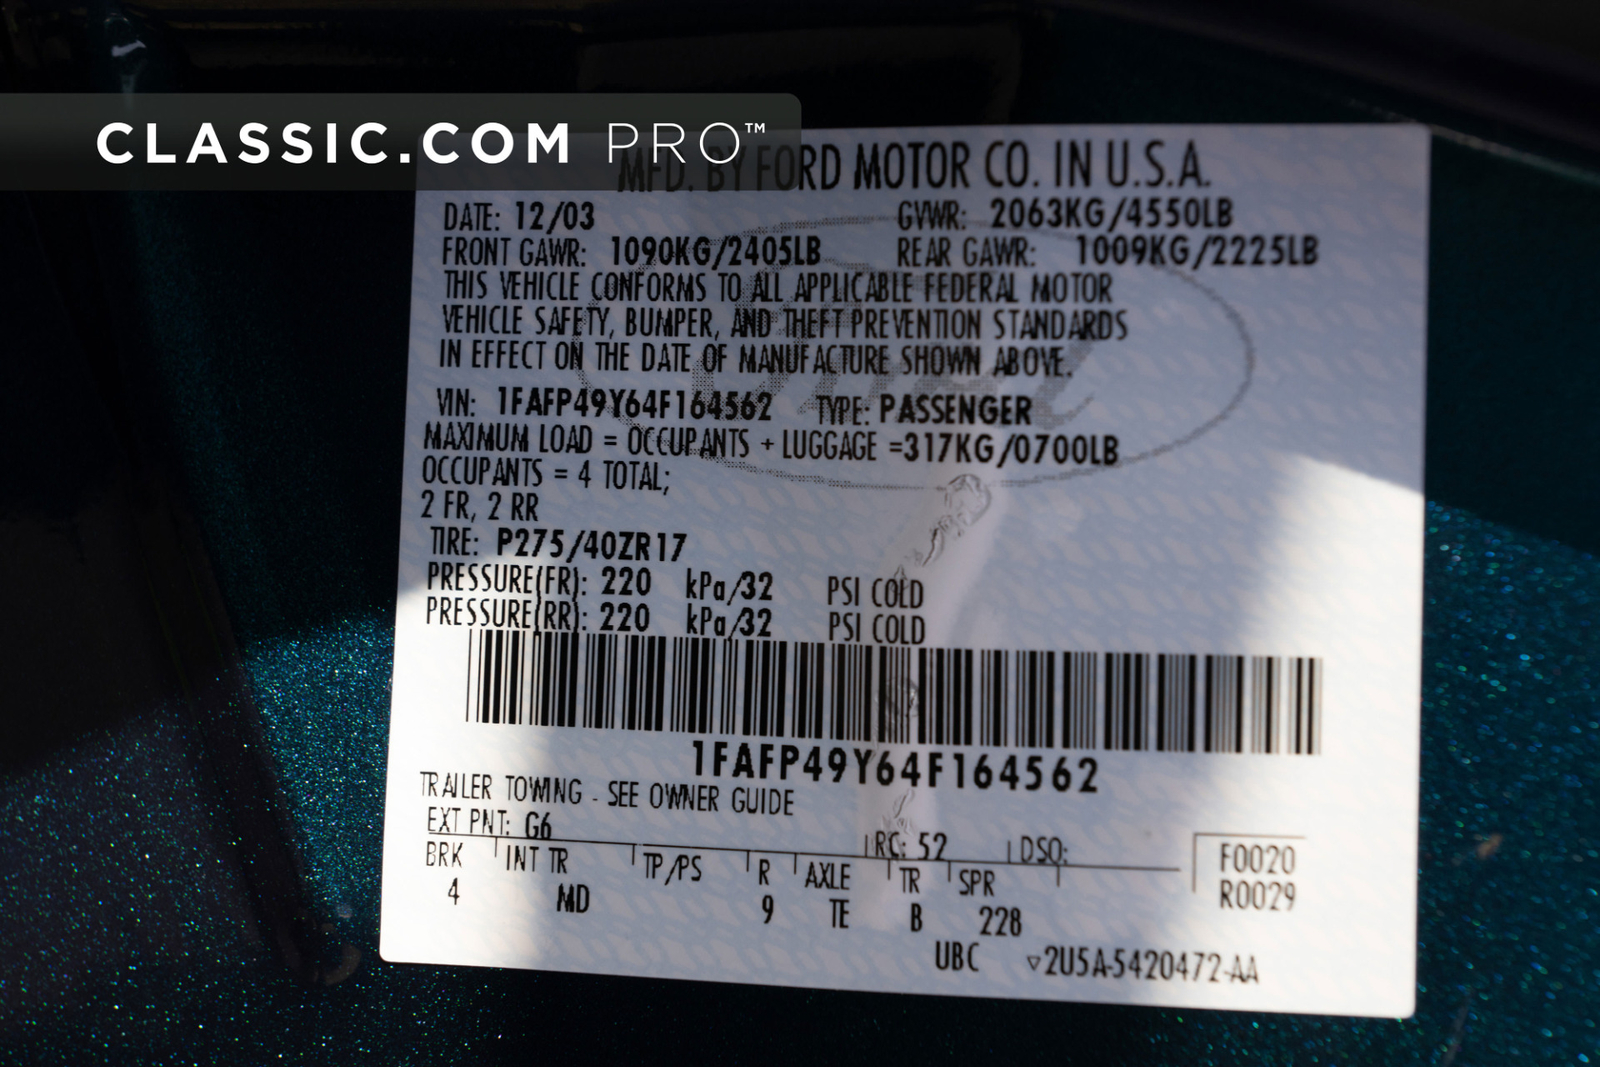 CLASSIC.COM PRO™
MFD. BY FORD MOTOR CO. IN U.S.A.
DATE: 12/03 GVWR: 2063KG/4550LB
FRONT GAWR: 1090KG/2405LB REAR GAWR: 1009KG/2225LB
THIS VEHICLE CONFORMS TO ALL APPLICABLE FEDERAL MOTOR
VEHICLE SAFETY, BUMPER, AND THEFT PREVENTION STANDARDS
IN EFFECT ON THE DATE OF MANUFACTURE SHOWN ABOVE.
VIN: 1FAFP49Y64F164562 TYPE: PASSENGER
MAXIMUM LOAD = OCCUPANTS + LUGGAGE =317KG/0700LB
OCCUPANTS = 4 TOTAL;
2 FR, 2 RR
TIRE: P275/40ZR17
PRESSURE(FR): 220 kPa/32 PSI COLD
PRESSURE(RR): 220 kPa/32 PSI COLD
1FAFP49Y64F164562
TRAILER TOWING - SEE OWNER GUIDE
EXT PNT: G6 RC: 52 DSO:
F0020
BRK INT TR TP/PS R AXLE TR SPR
R0029
4 MD 9 TE B 228
UBC ▽2U5A-5420472-AA